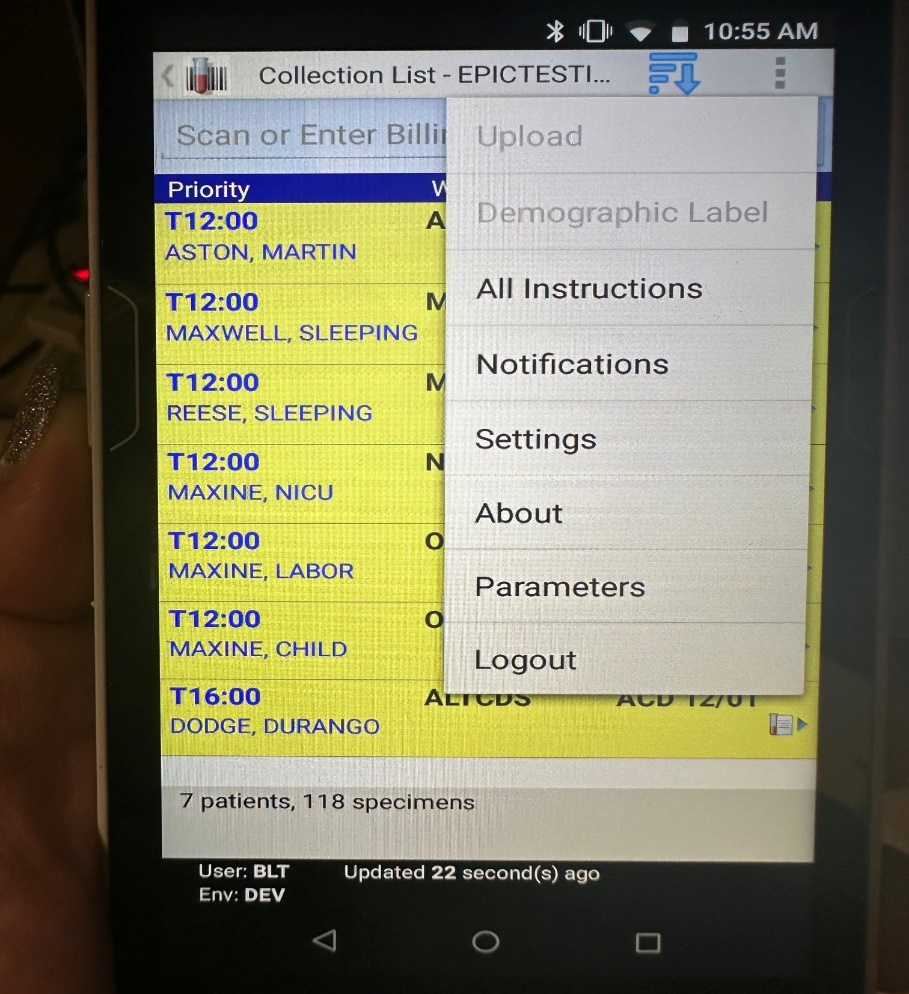 10:55 AM
Collection List - EPICTESTI...
Scan or Enter
Upload
Demographic Label
All Instructions
Notifications
Settings
About
Parameters
Logout
Priority
T12:00
ASTON, MARTIN
T12:00
MAXWELL, SLEEPING
T12:00
REESE, SLEEPING
T12:00
MAXINE, NICU
T12:00
MAXINE, LABOR
T12:00
MAXINE, CHILD
T16:00 ALTCDS ACD 12/01
DODGE, DURANGO
7 patients, 118 specimens
User: BLT Updated 22 second(s) ago
Env: DEV